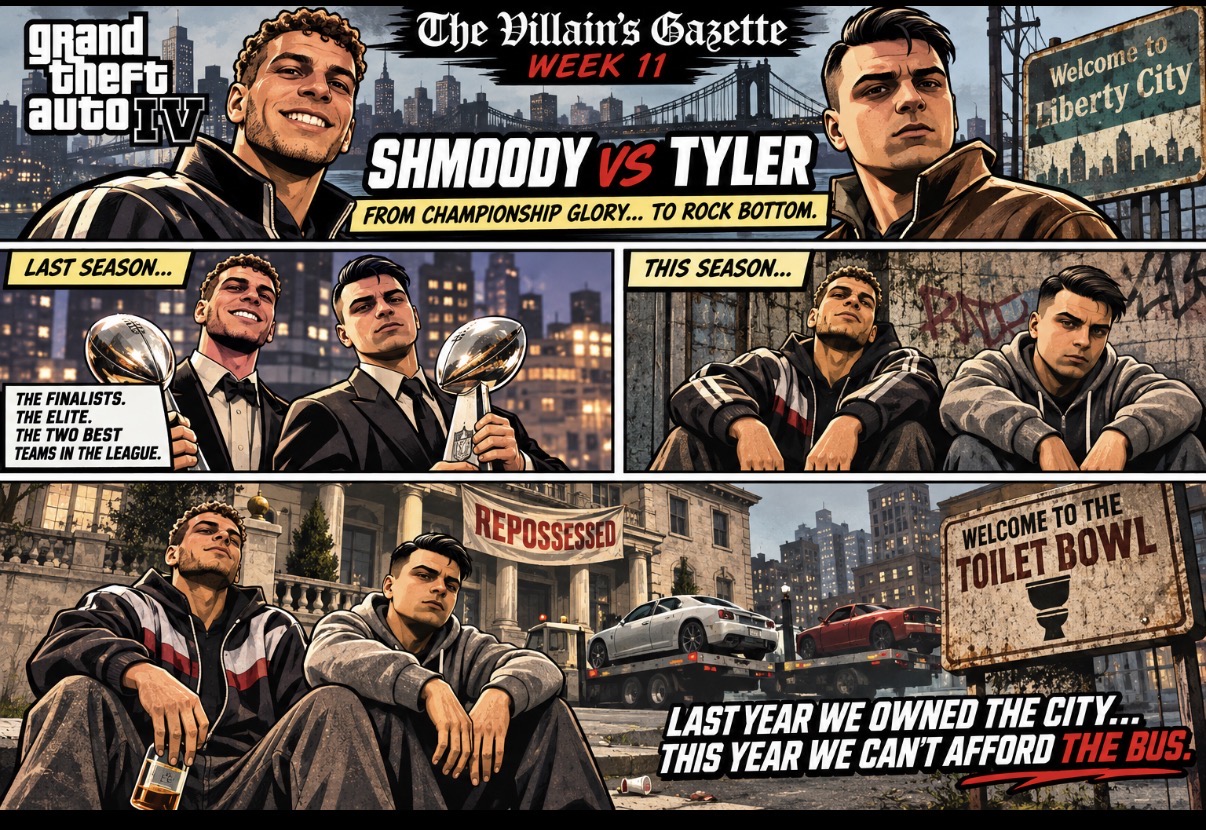 grand
theft
auto IV
The Villain's Gazette
WEEK 11
Welcome to
Liberty City
SHMOODY VS TYLER
FROM CHAMPIONSHIP GLORY... TO ROCK BOTTOM.
LAST SEASON...
THE FINALISTS.
THE ELITE.
THE TWO BEST
TEAMS IN THE LEAGUE.
THIS SEASON...
REPOSSESSED
WELCOME TO THE
TOILET BOWL
LAST YEAR WE OWNED THE CITY...
THIS YEAR WE CAN'T AFFORD THE BUS.